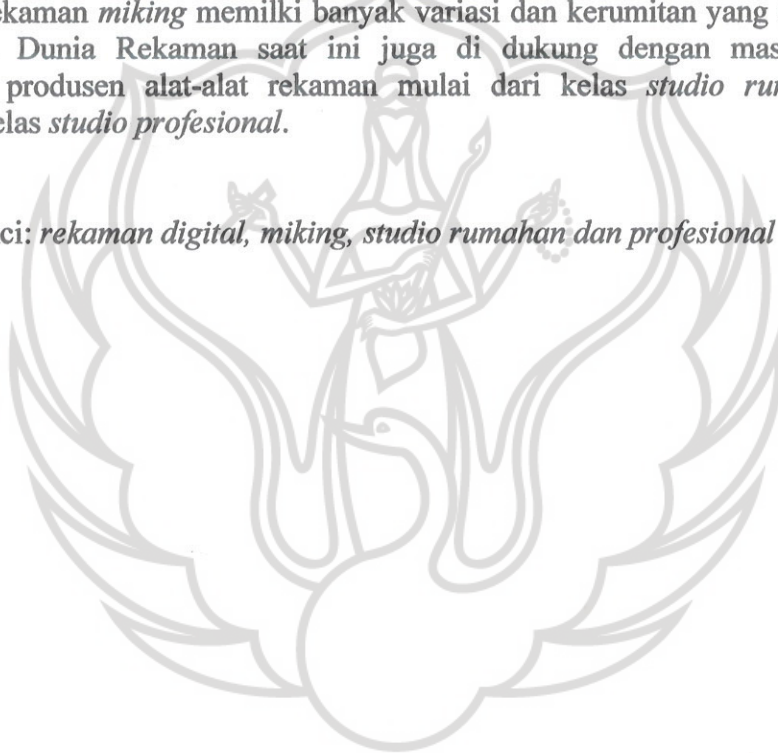 ekaman miking memilki banyak variasi dan kerumitan yang
Dunia Rekaman saat ini juga di dukung dengan mas
produsen alat-alat rekaman mulai dari kelas studio ru
elas studio profesional.
ci: rekaman digital, miking, studio rumahan dan profesional